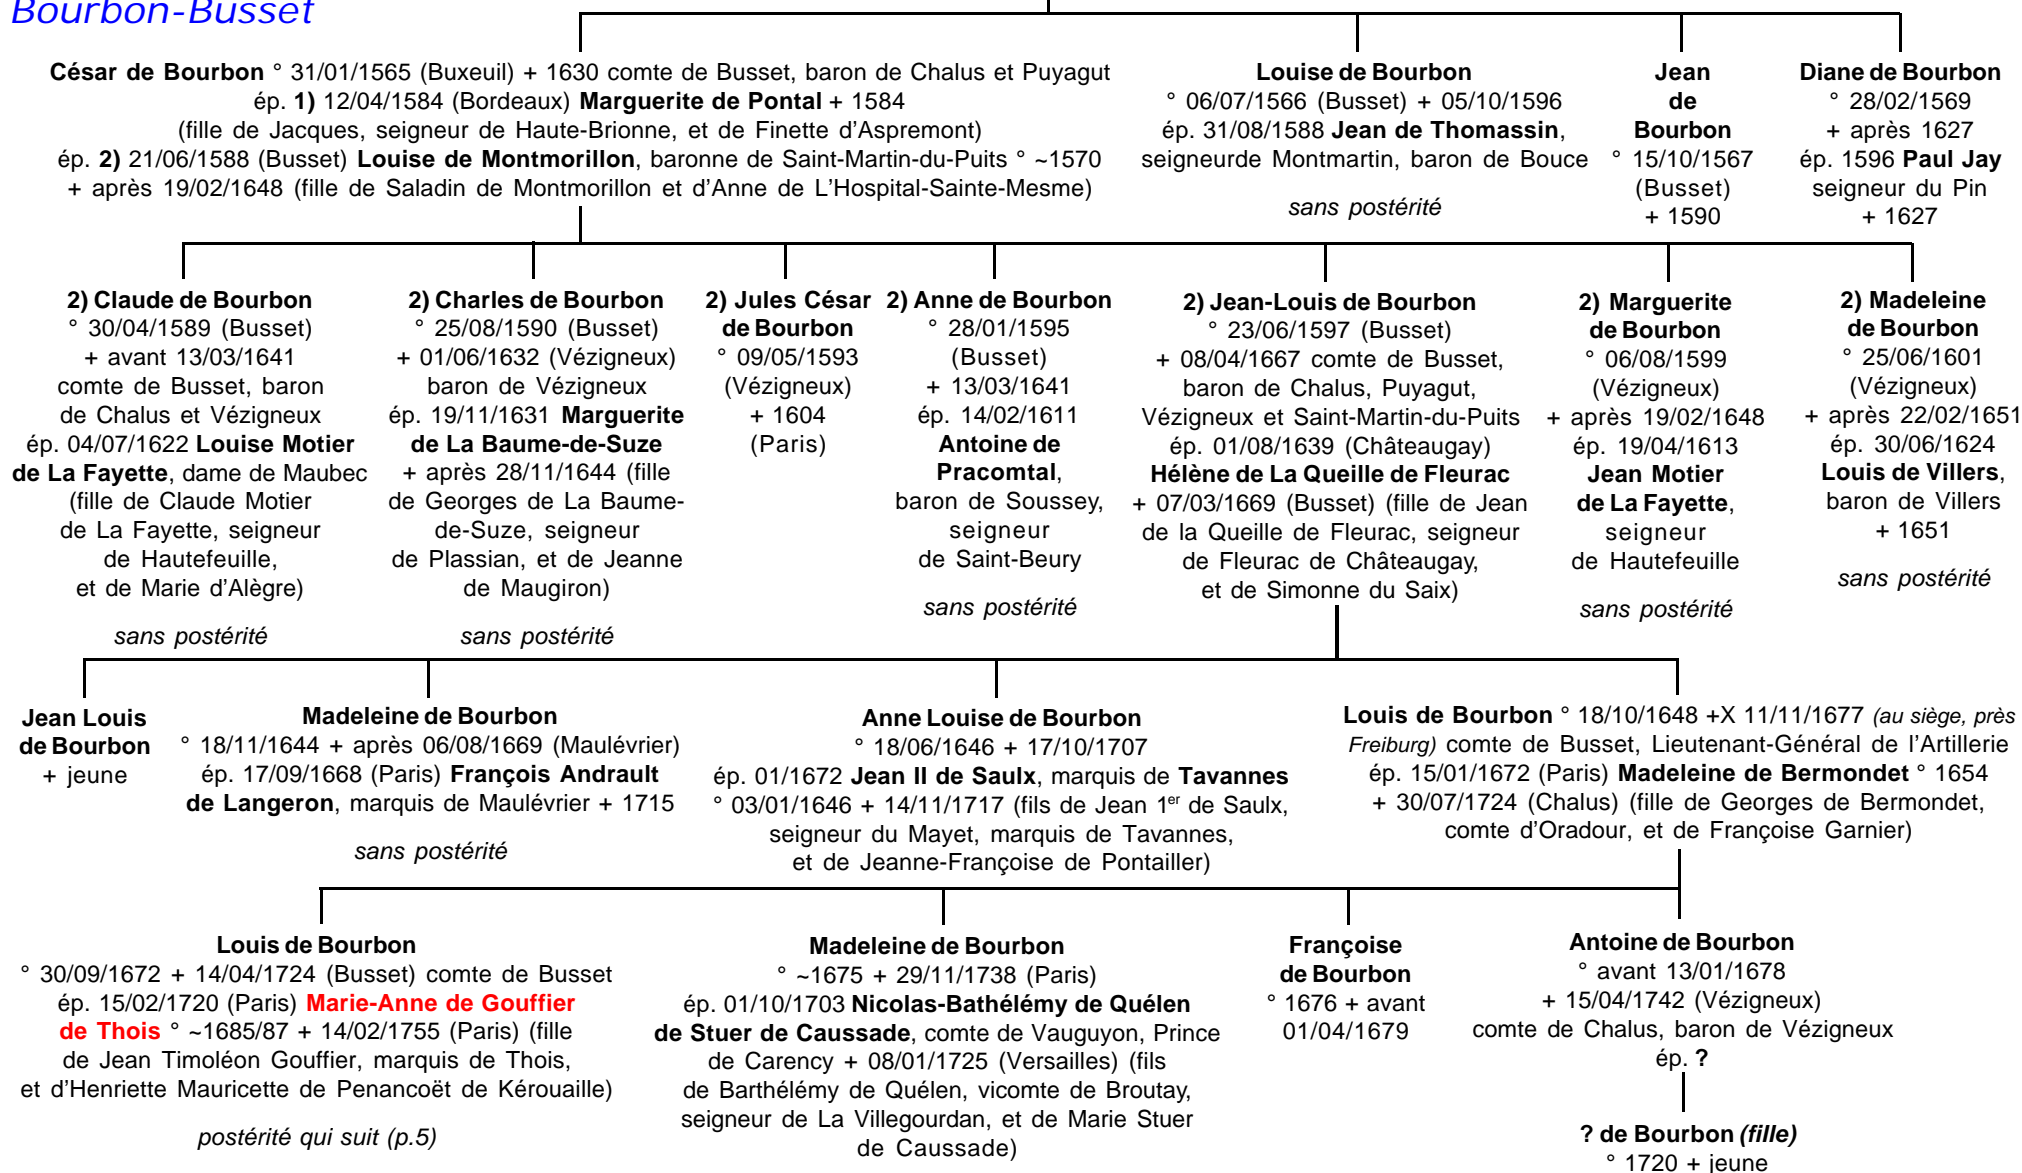 Bourbon-Busset
César de Bourbon ° 31/01/1565 (Buxeuil) + 1630 comte de Busset, baron de Chalus et Puyagut
ép. 1) 12/04/1584 (Bordeaux) Marguerite de Pontal + 1584
(fille de Jacques, seigneur de Haute-Brionne, et de Finette d’Aspremont)
ép. 2) 21/06/1588 (Busset) Louise de Montmorillon, baronne de Saint-Martin-du-Puits ° ~1570
+ après 19/02/1648 (fille de Saladin de Montmorillon et d’Anne de L’Hospital-Sainte-Mesme)
Louise de Bourbon
° 06/07/1566 (Busset) + 05/10/1596
ép. 31/08/1588 Jean de Thomassin,
seigneurde Montmartin, baron de Bouce
sans postérité
Jean
de
Bourbon
° 15/10/1567
(Busset)
+ 1590
Diane de Bourbon
° 28/02/1569
+ après 1627
ép. 1596 Paul Jay
seigneur du Pin
+ 1627
2) Claude de Bourbon
° 30/04/1589 (Busset)
+ avant 13/03/1641
comte de Busset, baron
de Chalus et Vézigneux
ép. 04/07/1622 Louise Motier
de La Fayette, dame de Maubec
(fille de Claude Motier
de La Fayette, seigneur
de Hautefeuille,
et de Marie d’Alègre)
sans postérité
2) Charles de Bourbon
° 25/08/1590 (Busset)
+ 01/06/1632 (Vézigneux)
baron de Vézigneux
ép. 19/11/1631 Marguerite
de La Baume-de-Suze
+ après 28/11/1644 (fille
de Georges de La Baume-
de-Suze, seigneur
de Plassian, et de Jeanne
de Maugiron)
sans postérité
2) Jules César
de Bourbon
° 09/05/1593
(Vézigneux)
+ 1604
(Paris)
2) Anne de Bourbon
° 28/01/1595
(Busset)
+ 13/03/1641
ép. 14/02/1611
Antoine de
Pracomtal,
baron de Soussey,
seigneur
de Saint-Beury
sans postérité
2) Jean-Louis de Bourbon
° 23/06/1597 (Busset)
+ 08/04/1667 comte de Busset,
baron de Chalus, Puyagut,
Vézigneux et Saint-Martin-du-Puits
ép. 01/08/1639 (Châteaugay)
Hélène de La Queille de Fleurac
+ 07/03/1669 (Busset) (fille de Jean
de la Queille de Fleurac, seigneur
de Fleurac de Châteaugay,
et de Simonne du Saix)
2) Marguerite
de Bourbon
° 06/08/1599
(Vézigneux)
+ après 19/02/1648
ép. 19/04/1613
Jean Motier
de La Fayette,
seigneur
de Hautefeuille
sans postérité
2) Madeleine
de Bourbon
° 25/06/1601
(Vézigneux)
+ après 22/02/1651
ép. 30/06/1624
Louis de Villers,
baron de Villers
+ 1651
sans postérité
Jean Louis
de Bourbon
+ jeune
Madeleine de Bourbon
° 18/11/1644 + après 06/08/1669 (Maulévrier)
ép. 17/09/1668 (Paris) François Andrault
de Langeron, marquis de Maulévrier + 1715
sans postérité
Anne Louise de Bourbon
° 18/06/1646 + 17/10/1707
ép. 01/1672 Jean II de Saulx, marquis de Tavannes
° 03/01/1646 + 14/11/1717 (fils de Jean 1er de Saulx,
seigneur du Mayet, marquis de Tavannes,
et de Jeanne-Françoise de Pontailler)
Louis de Bourbon ° 18/10/1648 +X 11/11/1677 (au siège, près
Freiburg) comte de Busset, Lieutenant-Général de l’Artillerie
ép. 15/01/1672 (Paris) Madeleine de Bermondet ° 1654
+ 30/07/1724 (Chalus) (fille de Georges de Bermondet,
comte d’Oradour, et de Françoise Garnier)
Louis de Bourbon
° 30/09/1672 + 14/04/1724 (Busset) comte de Busset
ép. 15/02/1720 (Paris) Marie-Anne de Gouffier
de Thois ° ~1685/87 + 14/02/1755 (Paris) (fille
de Jean Timoléon Gouffier, marquis de Thois,
et d’Henriette Mauricette de Penancoët de Kérouaille)
postérité qui suit (p.5)
Madeleine de Bourbon
° ~1675 + 29/11/1738 (Paris)
ép. 01/10/1703 Nicolas-Bathélémy de Quélen
de Stuer de Caussade, comte de Vauguyon, Prince
de Carency + 08/01/1725 (Versailles) (fils
de Barthélémy de Quélen, vicomte de Broutay,
seigneur de La Villegourdan, et de Marie Stuer
de Caussade)
Françoise
de Bourbon
° 1676 + avant
01/04/1679
Antoine de Bourbon
° avant 13/01/1678
+ 15/04/1742 (Vézigneux)
comte de Chalus, baron de Vézigneux
ép. ?
? de Bourbon (fille)
° 1720 + jeune